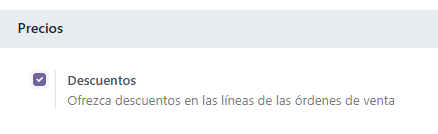 Precios
Descuentos
Ofrezca descuentos en las líneas de las órdenes de venta